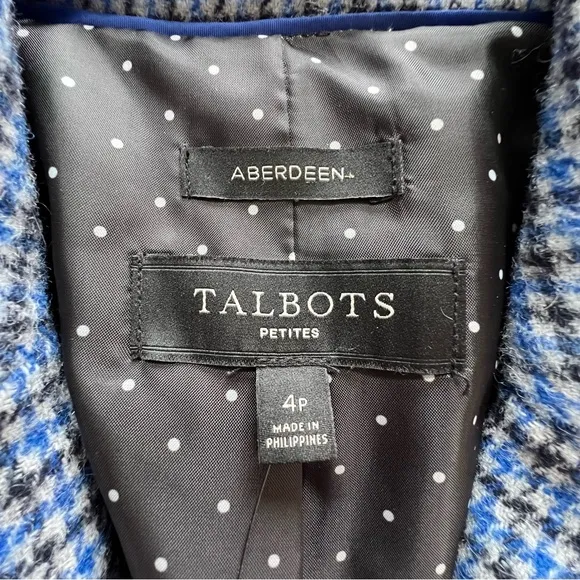 ABERDEEN
TALBOTS
PETITES
4P
MADE IN
PHILIPPINES